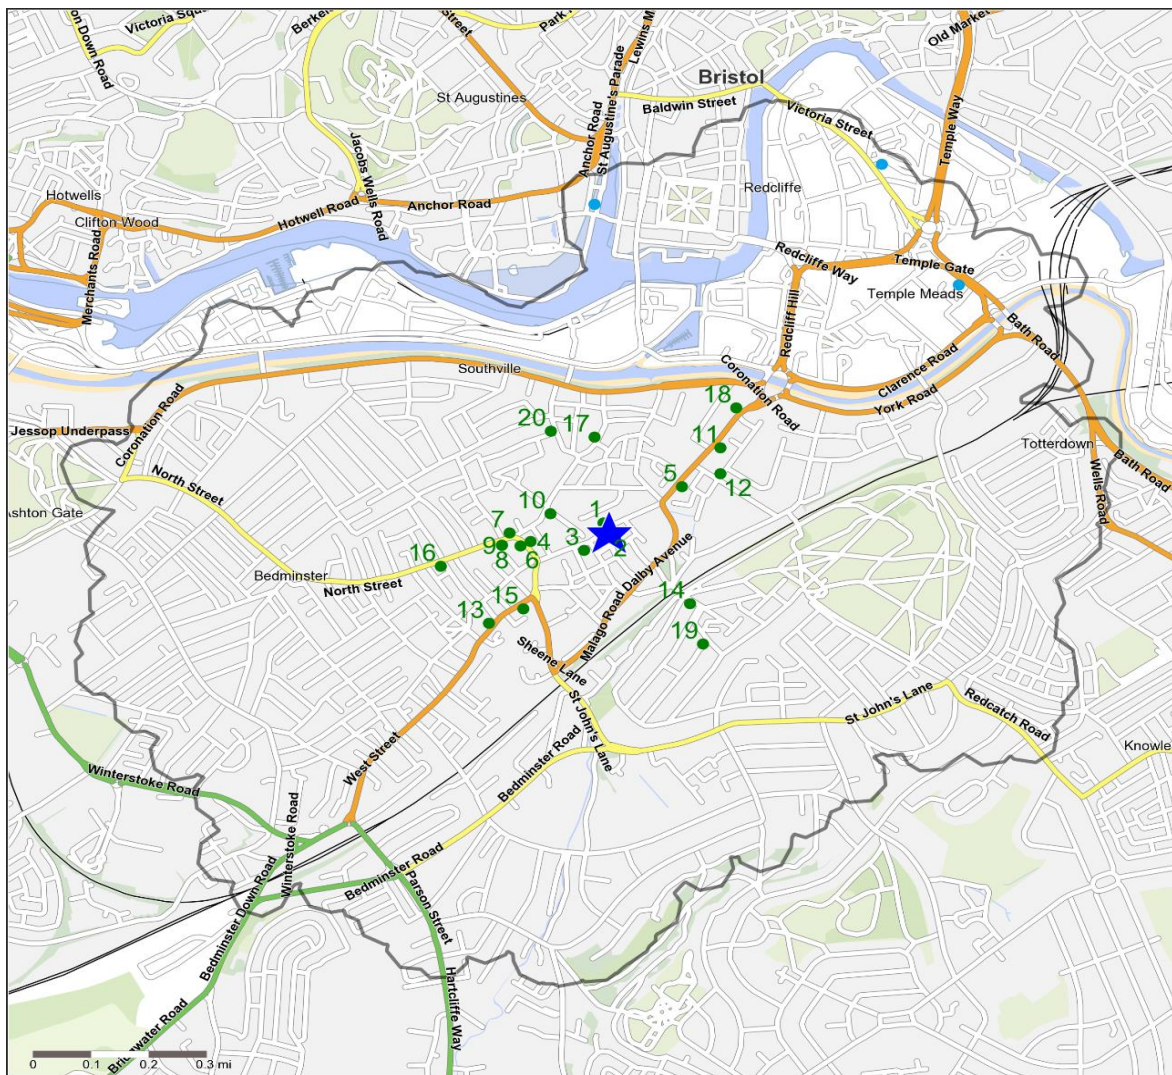 Victoria Squ
Berke
Street
Park
Lewins M
Old Market
on Down Road
Bristol
St Augustines
Baldwin Street
Victoria Street
Anchor Road
St Augustine's Parade
Temple Way
Jacobs Wells Road
Hotwells
Redcliffe
Clifton Wood
Hotwell Road
Anchor Road
Merchants Road
Redcliffe Way
Temple Gate
Temple Meads
Redcliff Hill
Bath Road
Southville
Coronation Road
Clarence Road
York Road
18
20
17
Jessop Underpass
Coronation Road
11
Totterdown
North Street
5
12
Wells Road
Bath Road
10
1
Ashton Gate
7
3
4
2
9
8
6
16
Bedminster
North Street
Malago Road
Dalby Avenue
15
14
13
19
Sheene Lane
St John's Lane
St John's Lane
Redcatch Road
West Street
Bedminster Road
Knowle
Winterstoke Road
Winterstoke Road
Bedminster Down Road
Bedminster Road
Parson Street
Hartcliffe Way
Bridgwater Road
0 0.1 0.2 0.3 mi